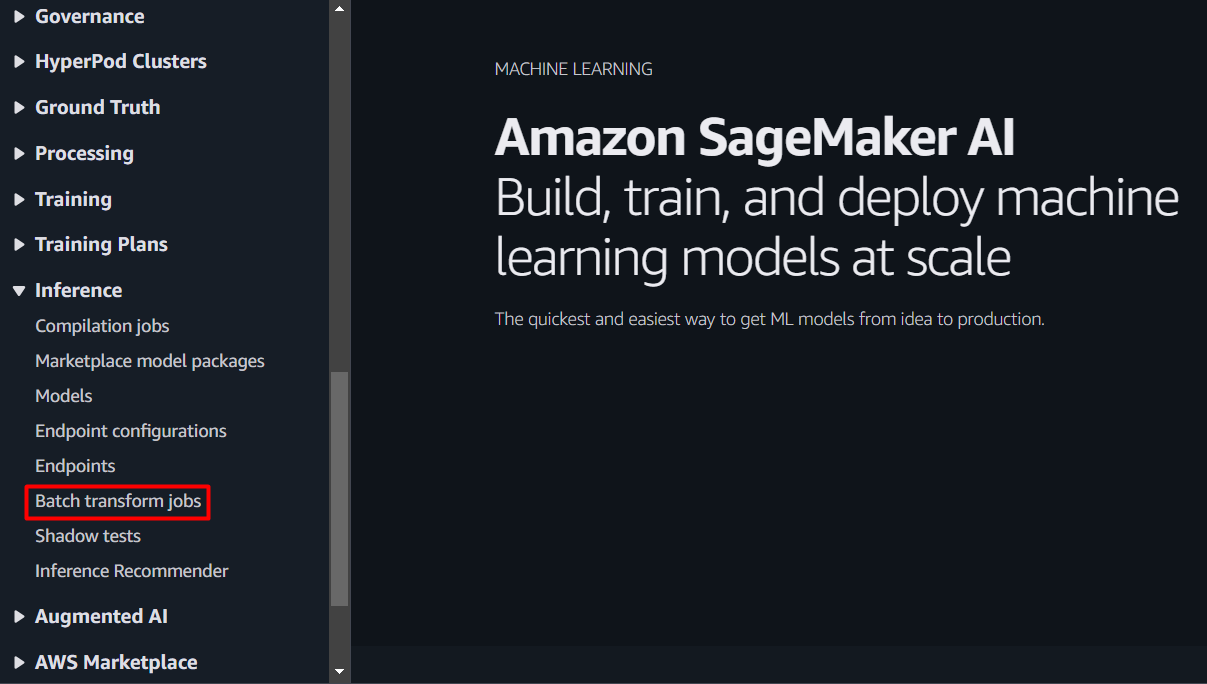 Governance
HyperPod Clusters
Ground Truth
Processing
Training
Training Plans
Inference
Compilation jobs
Marketplace model packages
Models
Endpoint configurations
Endpoints
Batch transform jobs
Shadow tests
Inference Recommender
Augmented AI
AWS Marketplace
MACHINE LEARNING
Amazon SageMaker AI
Build, train, and deploy machine
learning models at scale
The quickest and easiest way to get ML models from idea to production.